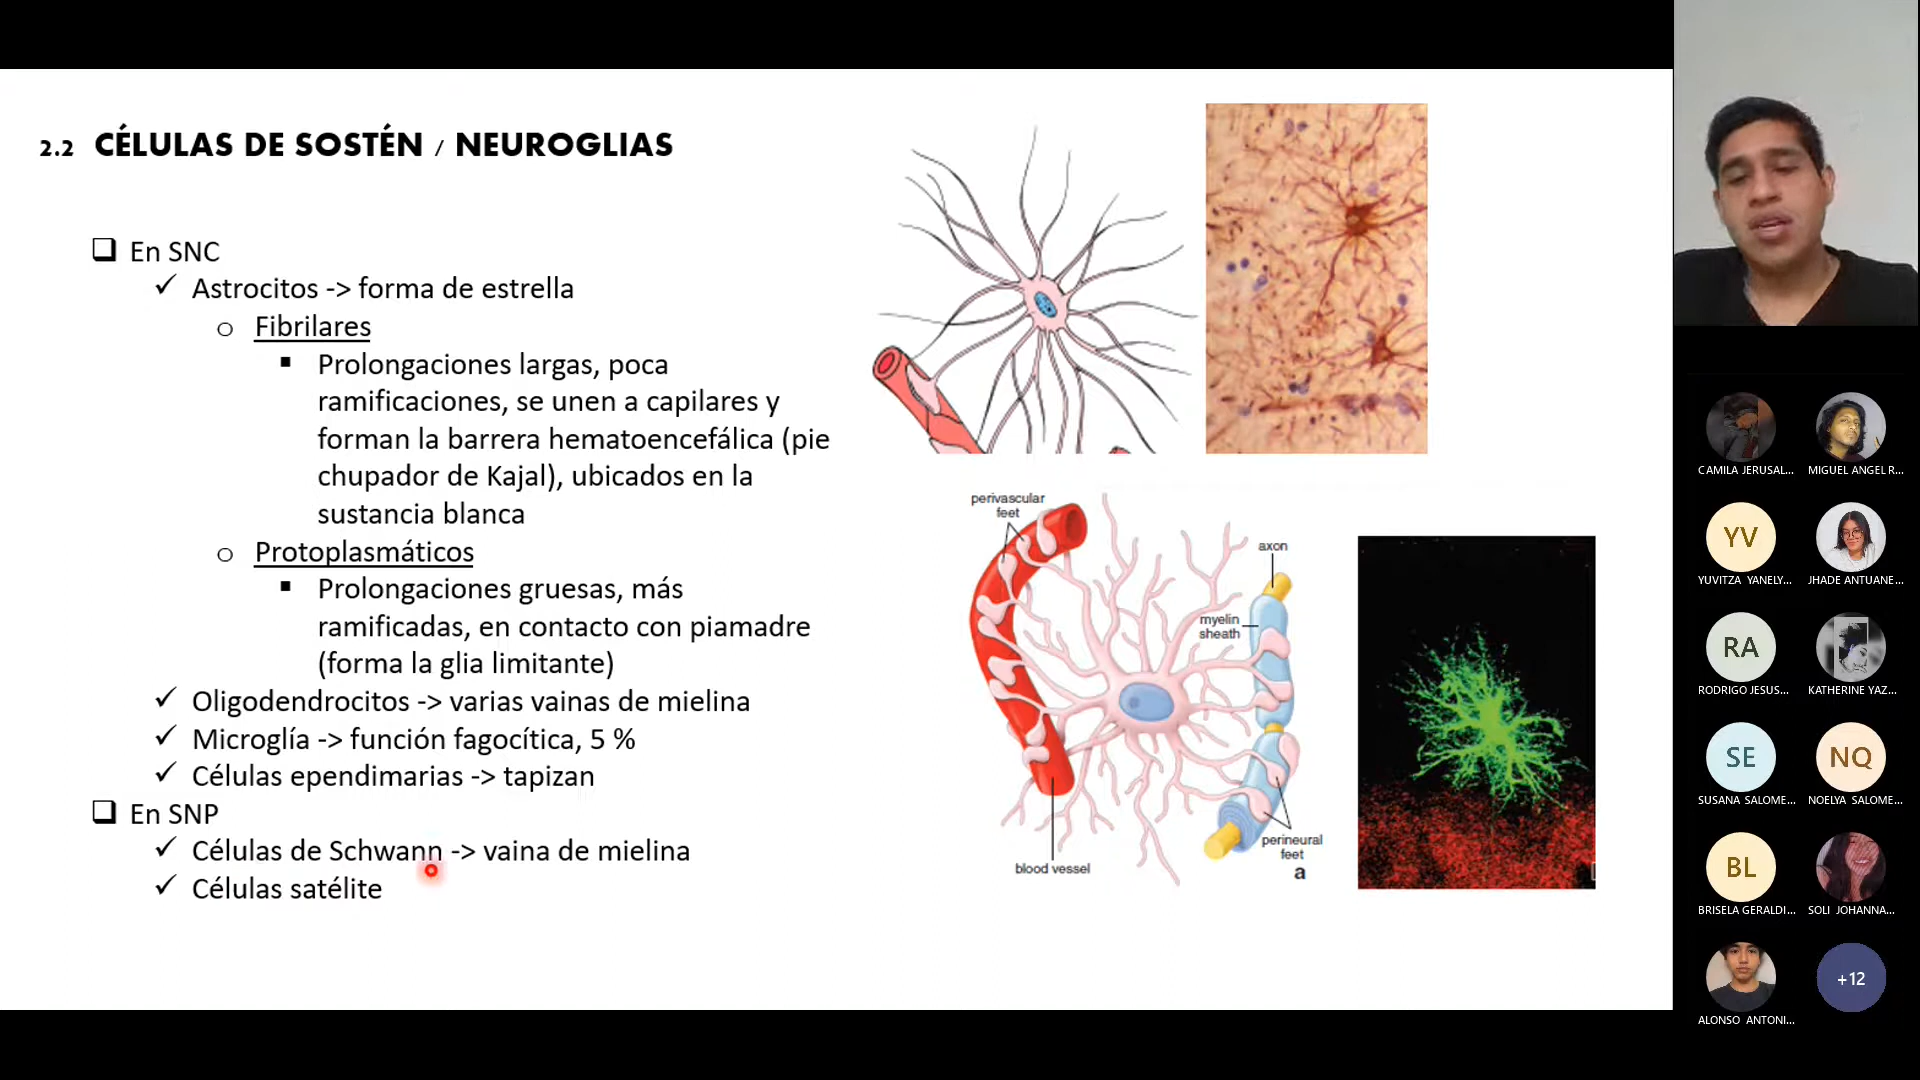 2.2 CÉLULAS DE SOSTÉN / NEUROGLIAS
En SNC
Astrocitos -> forma de estrella
Fibrilares
Prolongaciones largas, poca
ramificaciones, se unen a capilares y
forman la barrera hematoencefálica (pie
chupador de Kajal), ubicados en la
sustancia blanca
Protoplasmáticos
Prolongaciones gruesas, más
ramificadas, en contacto con piamadre
(forma la glia limitante)
Oligodendrocitos -> varias vainas de mielina
Microglía -> función fagocítica, 5 %
Células ependimarias -> tapizan
En SNP
Células de Schwann -> vaina de mielina
Células satélite
perivascular
feet
axon
myelin
sheath
perineural
feet
blood vessel
a
CAMILA JERUSAL...
MIGUEL ANGEL R...
YV
YUVITZA YANELY...
JHADE ANTUANE...
RA
RODRIGO JESUS...
KATHERINE YAZ...
SE
SUSANA SALOME...
NQ
NOELYA SALOME...
BL
BRISELA GERALDI...
SOLI JOHANNA...
ALONSO ANTONI...
+12